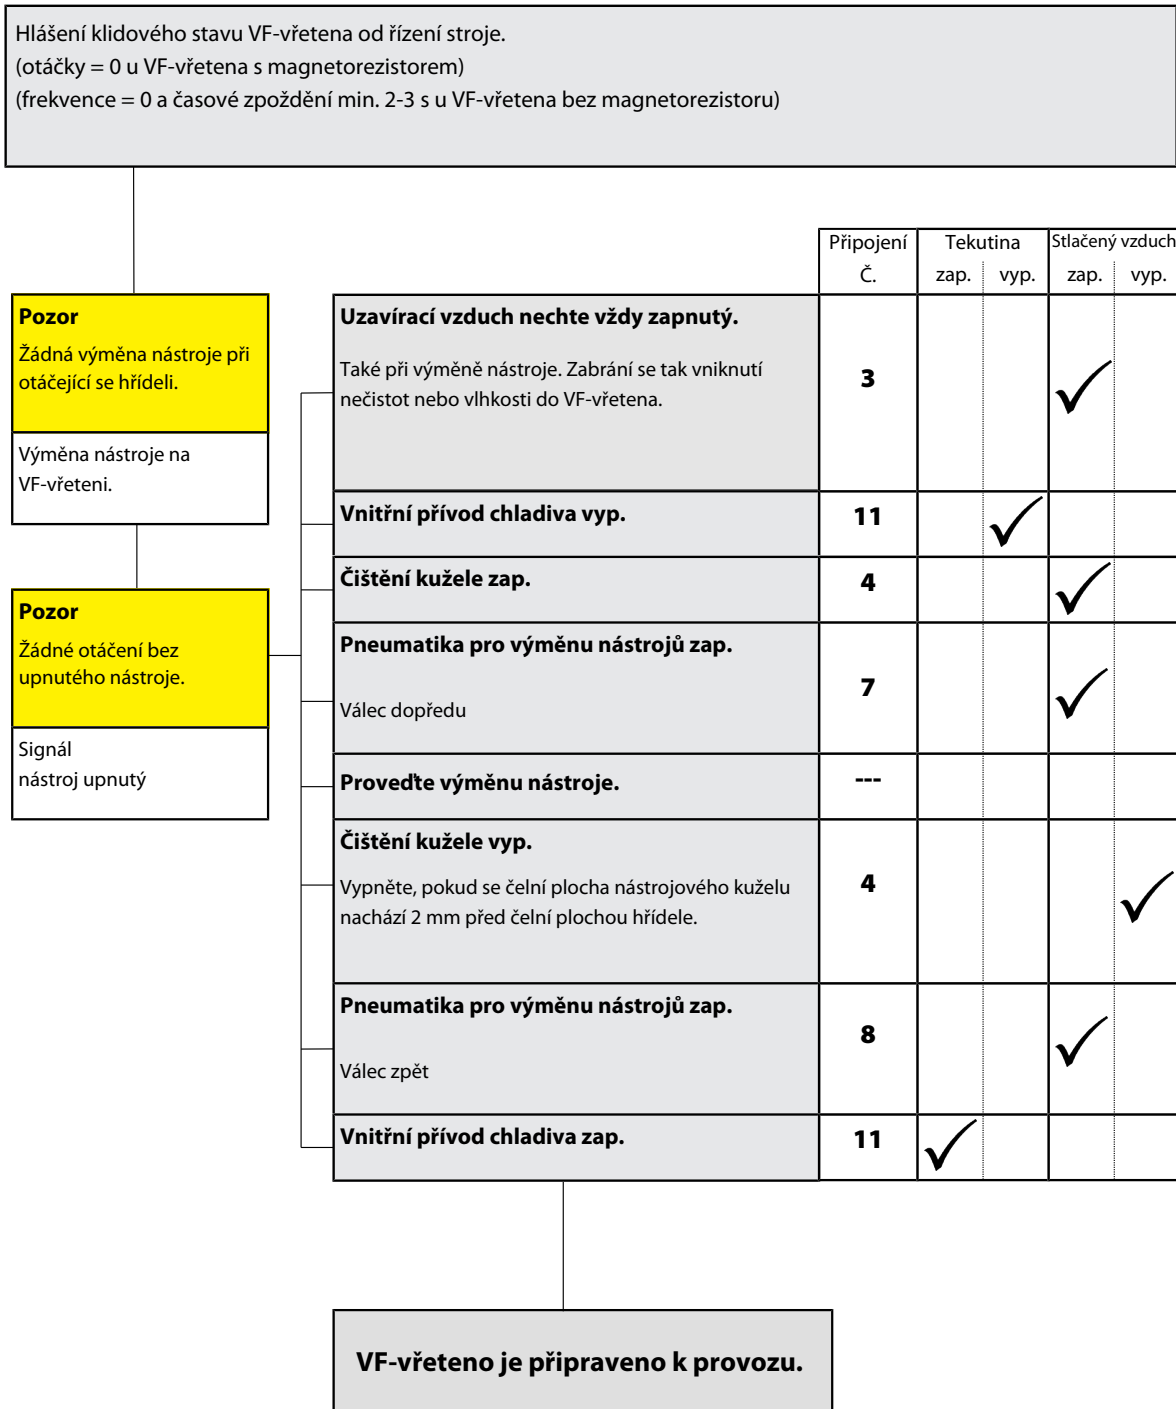 Hlášení klidového stavu VF-vřetena od řízení stroje.
(otáčky = 0 u VF-vřetena s magnetorezistorem)
(frekvence = 0 a časové zpoždění min. 2-3 s u VF-vřetena bez magnetorezistoru)
Připojení Tekutina Stlačený vzduch
Č. zap. vyp. zap. vyp.
Pozor
Žádná výměna nástroje při
otáčející se hřídeli.
Výměna nástroje na
VF-vřeteni.
Pozor
Žádné otáčení bez
upnutého nástroje.
Signál
nástroj upnutý
Uzavírací vzduch nechte vždy zapnutý.
Také při výměně nástroje. Zabrání se tak vniknutí
nečistot nebo vlhkosti do VF-vřetena.
3
Vnitřní přívod chladiva vyp.
11
Čištění kužele zap.
4
Pneumatika pro výměnu nástrojů zap.
Válec dopředu
7
Proveďte výměnu nástroje.
---
Čištění kužele vyp.
Vypněte, pokud se čelní plocha nástrojového kuželu
nachází 2 mm před čelní plochou hřídele.
4
Pneumatika pro výměnu nástrojů zap.
Válec zpět
8
Vnitřní přívod chladiva zap.
11
VF-vřeteno je připraveno k provozu.